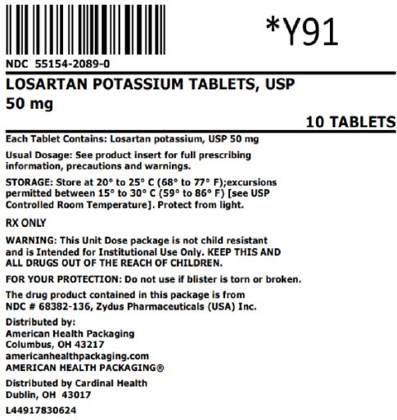 *Y91
NDC 55154-2089-0
LOSARTAN POTASSIUM TABLETS, USP
50 mg
10 TABLETS
Each Tablet Contains: Losartan potassium, USP 50 mg
Usual Dosage: See product insert for full prescribing
information, precautions and warnings.
STORAGE: Store at 20° to 25° C (68° to 77° F);excursions
permitted between 15° to 30° C (59° to 86° F) [see USP
Controlled Room Temperature]. Protect from light.
RX ONLY
WARNING: This Unit Dose package is not child resistant
and is Intended for Institutional Use Only. KEEP THIS AND
ALL DRUGS OUT OF THE REACH OF CHILDREN.
FOR YOUR PROTECTION: Do not use if blister is torn or broken.
The drug product contained in this package is from
NDC # 68382-136, Zydus Pharmaceuticals (USA) Inc.
Distributed by:
American Health Packaging
Columbus, OH 43217
americanhealthpackaging.com
AMERICAN HEALTH PACKAGING®
Distributed by Cardinal Health
Dublin, OH 43017
L44917830624